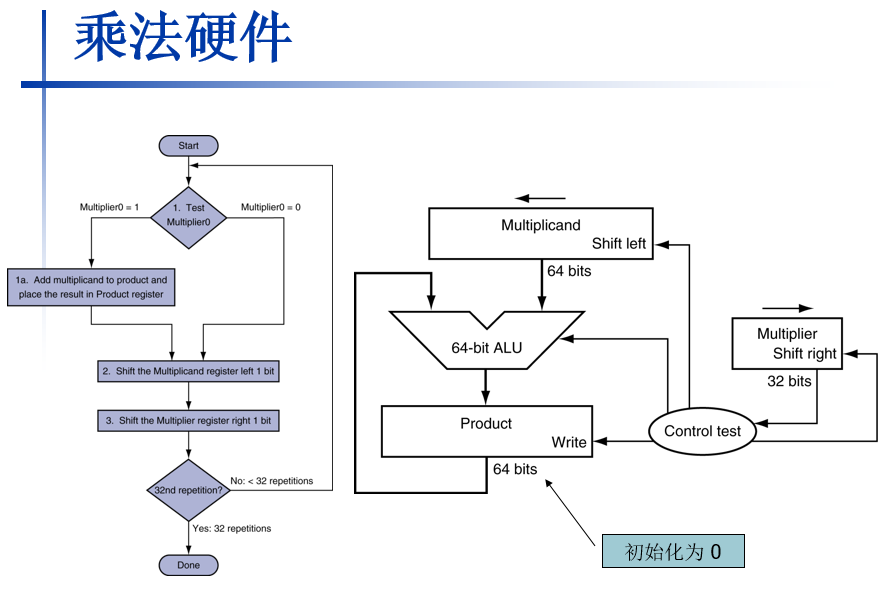 乘法硬件
Start
Multiplier0 = 1
1. Test
Multiplier0
Multiplier0 = 0
1a. Add multiplicand to product and
place the result in Product register
2. Shift the Multiplicand register left 1 bit
3. Shift the Multiplier register right 1 bit
32nd repetition?
No: < 32 repetitions
Yes: 32 repetitions
Done
Multiplicand
Shift left
64 bits
64-bit ALU
Multiplier
Shift right
32 bits
Control test
Product
Write
64 bits
初始化为 0